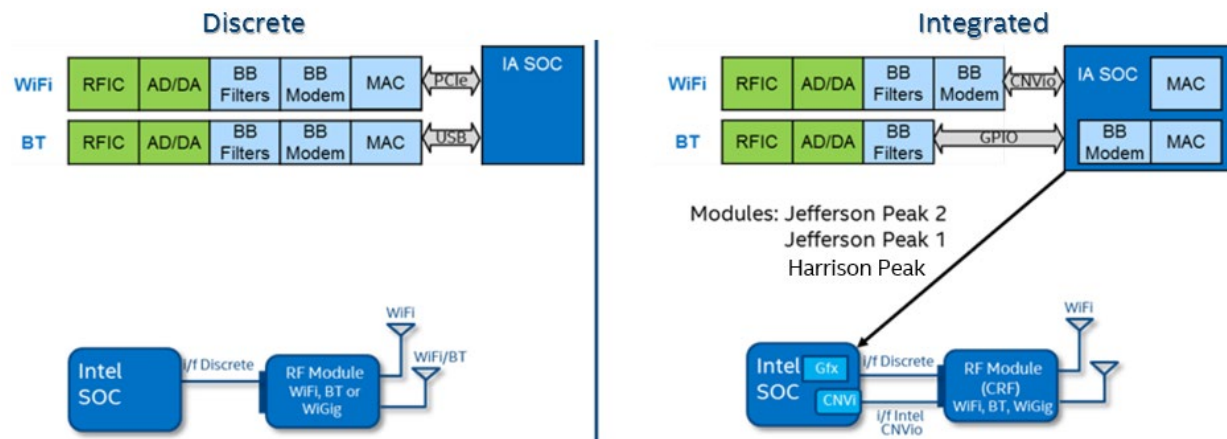 Discrete
WiFi
RFIC
AD/DA
BB
Filters
BB
Modem
MAC
PCIe
IA SOC
BT
RFIC
AD/DA
BB
Filters
BB
Modem
MAC
USB
Intel
SOC
i/f Discrete
RF Module
WiFi, BT or
WiGig
WiFi
WiFi/BT
Integrated
WiFi
RFIC
AD/DA
BB
Filters
BB
Modem
CNVio
IA SOC
MAC
BT
RFIC
AD/DA
BB
Filters
GPIO
BB
Modem
MAC
Modules: Jefferson Peak 2
Jefferson Peak 1
Harrison Peak
Intel
SOC
Gfx
CNVi
i/f Discrete
i/f Intel
CNVio
RF Module
(CRF)
WiFi, BT, WiGig
WiFi